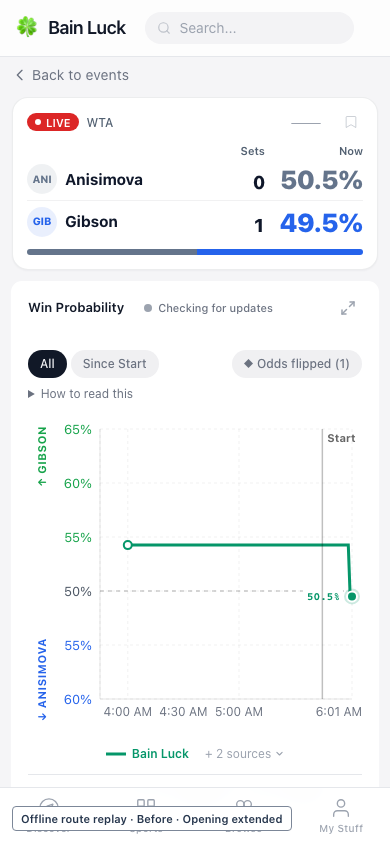 Bain Luck
Search...
Back to events
LIVE WTA
Sets Now
ANI Anisimova 0 50.5%
GIB Gibson 1 49.5%
Win Probability Checking for updates
All Since Start ◆ Odds flipped (1)
▶ How to read this
↑ GIBSON
↓ ANISIMOVA
65%
60%
55%
50%
55%
60%
Start
50.5%
4:00 AM 4:30 AM 5:00 AM 6:01 AM
Bain Luck + 2 sources
Offline route replay · Before · Opening extended
My Stuff